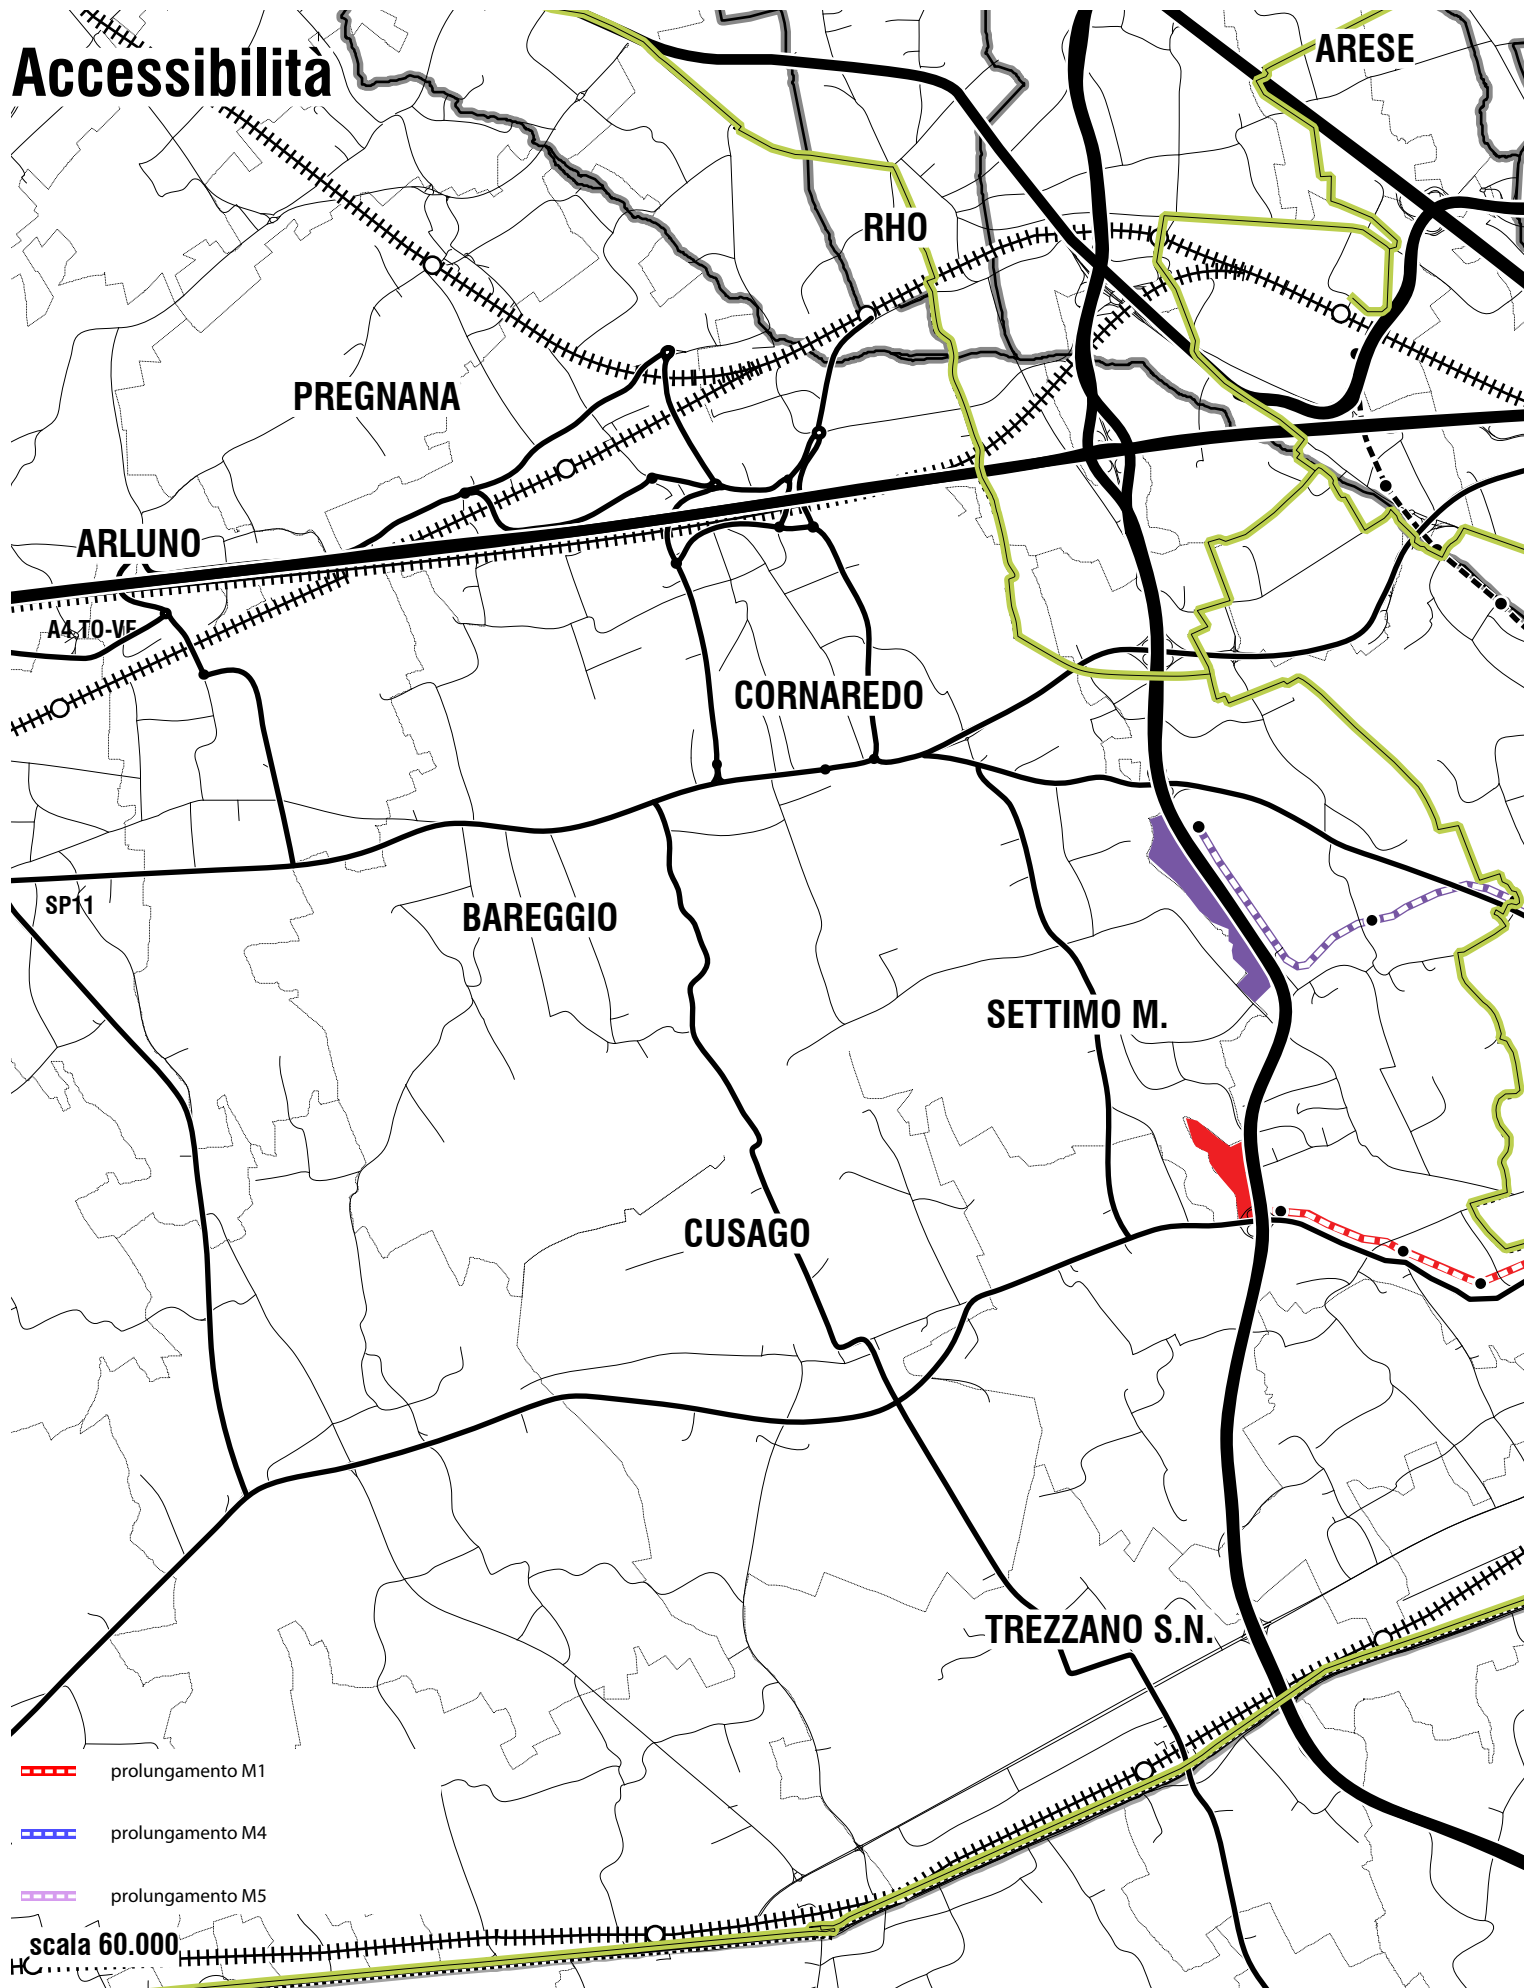 ARESE
Accessibilità
RHO
PREGNANA
ARLUNO
A4 TO-VE
CORNAREDO
SP11
BAREGGIO
SETTIMO M.
CUSAGO
TREZZANO S.N.
prolungamento M1
prolungamento M4
prolungamento M5
scala 60.000